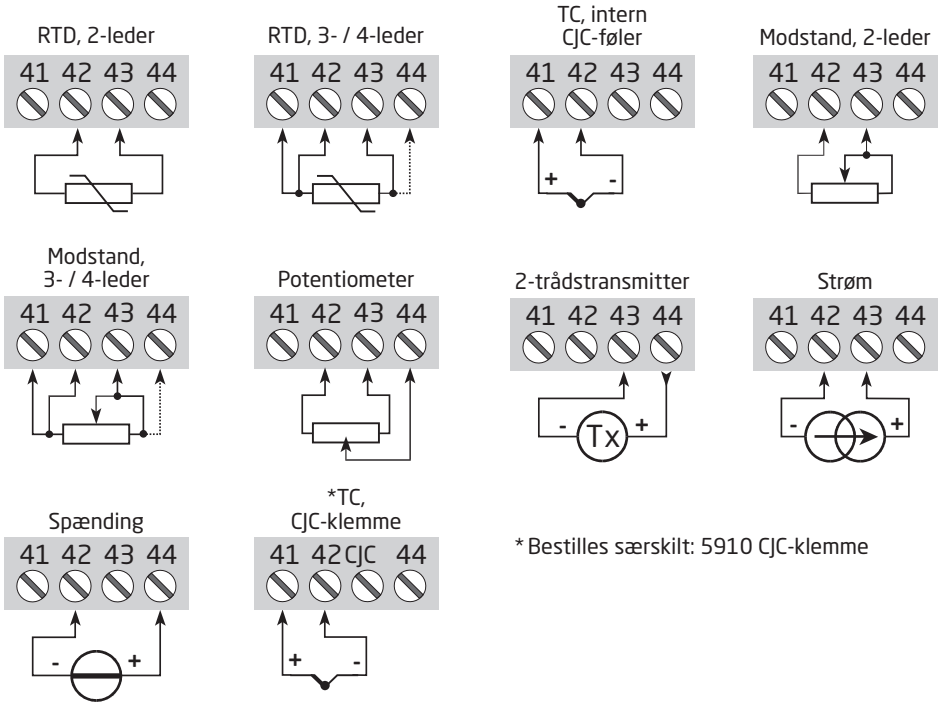 RTD, 2-leder
41 42 43 44
RTD, 3- / 4-leder
41 42 43 44
TC, intern
CJC-føler
41 42 43 44
+ -
Modstand, 2-leder
41 42 43 44
Modstand,
3- / 4-leder
41 42 43 44
Potentiometer
41 42 43 44
2-trådstransmitter
41 42 43 44
- Tx +
Strøm
41 42 43 44
- +
Spænding
41 42 43 44
- +
*TC,
CJC-klemme
41 42 CJC 44
+ -
* Bestilles særskilt: 5910 CJC-klemme